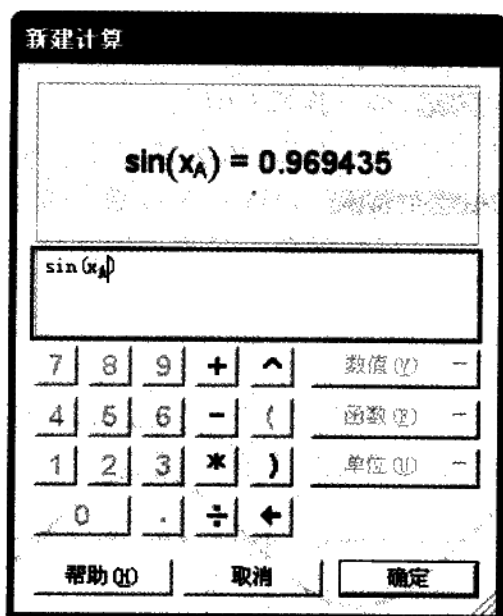 新建计算
sin(xA) = 0.969435
sin(xA)
7 8 9 + ^ 数值(V)
4 5 6 - ( 函数(F)
1 2 3 * ) 单位(U)
0 . ÷ ←
帮助(H) 取消 确定